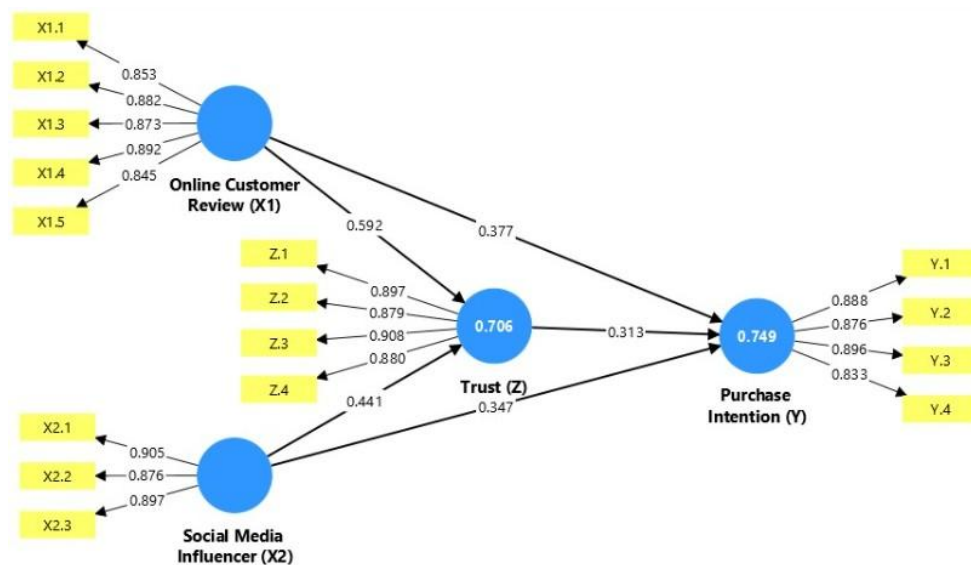 X1.1
X1.2
X1.3
X1.4
X1.5
0.853
0.882
0.873
0.892
0.845
Online Customer
Review (X1)
0.592
0.377
Z.1
Z.2
Z.3
Z.4
0.897
0.879
0.908
0.880
0.706
Trust (Z)
0.313
0.441
0.347
0.749
Purchase
Intention (Y)
0.888
0.876
0.896
0.833
Y.1
Y.2
Y.3
Y.4
X2.1
X2.2
X2.3
0.905
0.876
0.897
Social Media
Influencer (X2)